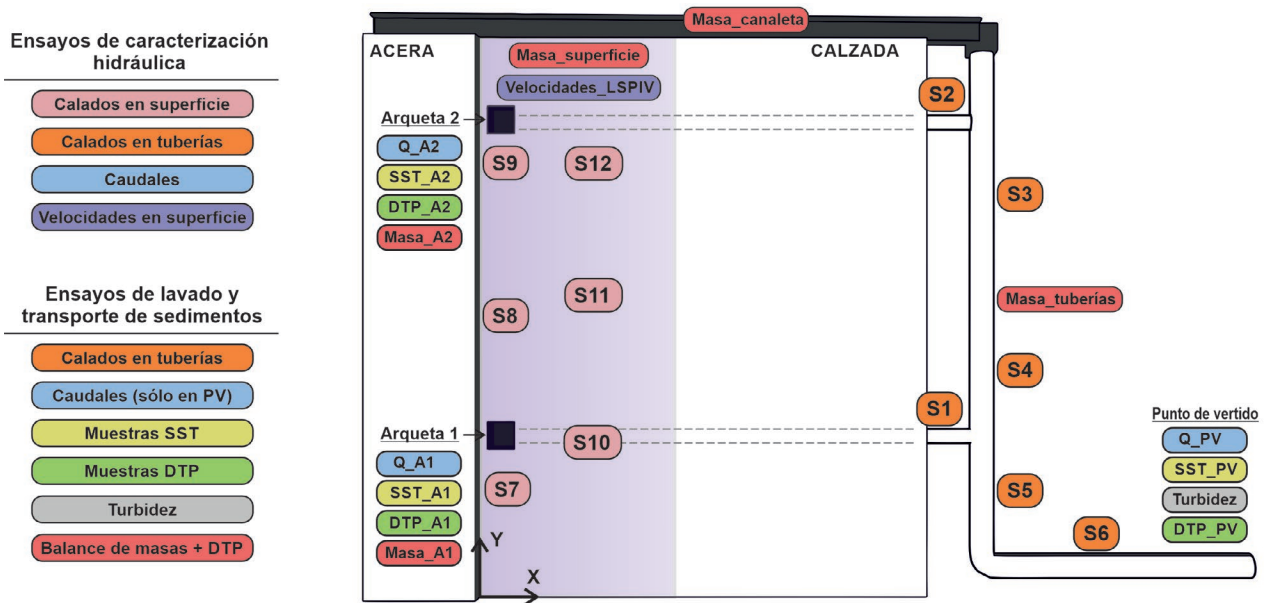 Ensayos de caracterización
hidráulica
Calados en superficie
Calados en tuberías
Caudales
Velocidades en superficie
Ensayos de lavado y
transporte de sedimentos
Calados en tuberías
Caudales (sólo en PV)
Muestras SST
Muestras DTP
Turbidez
Balance de masas + DTP
Masa_canaleta
ACERA
Masa_superficie
CALZADA
Velocidades_LSPIV
Arqueta 2
Q_A2
SST_A2
DTP_A2
Masa_A2
S9
S12
S2
S3
S8
S11
Masa_tuberías
S4
S1
Arqueta 1
Q_A1
SST_A1
DTP_A1
Masa_A1
S10
S7
Y
X
S5
S6
Punto de vertido
Q_PV
SST_PV
Turbidez
DTP_PV